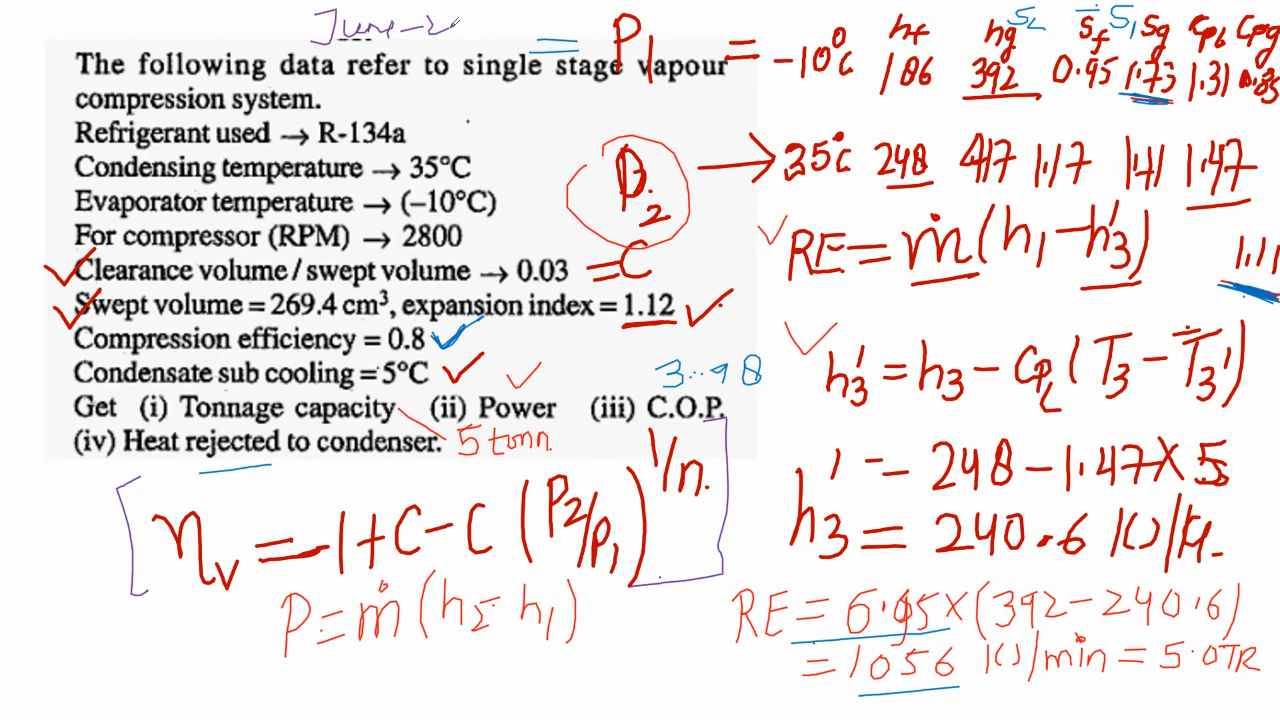 June-2
The following data refer to single stage vapour
compression system.
Refrigerant used → R-134a
Condensing temperature → 35°C
Evaporator temperature → (–10°C)
For compressor (RPM) → 2800
Clearance volume / swept volume → 0.03 = C
Swept volume = 269.4 cm³, expansion index = 1.12
Compression efficiency = 0.8
Condensate sub cooling = 5°C
Get (i) Tonnage capacity (ii) Power (iii) C.O.P.
(iv) Heat rejected to condenser. 5 tonn
ηv = 1+C-C (P2/P1)^1/n
P = ṁ (h2 - h1)
hf hg S2 Sf S1 Sg CpL Cpg
P1 = -10°C 186 392 0.95 1.73 1.31
P2 → 35°C 248 417 1.17 1.47
RE = ṁ (h1 - h3')
1.11
h3' = h3 - CpL (T3 - T3')
3..98
h3' = 248 - 1.47 × 5
= 240.6 KJ/Kg
RE = 6.95 × (392 - 240.6)
= 1056 KJ/min = 5.0TR